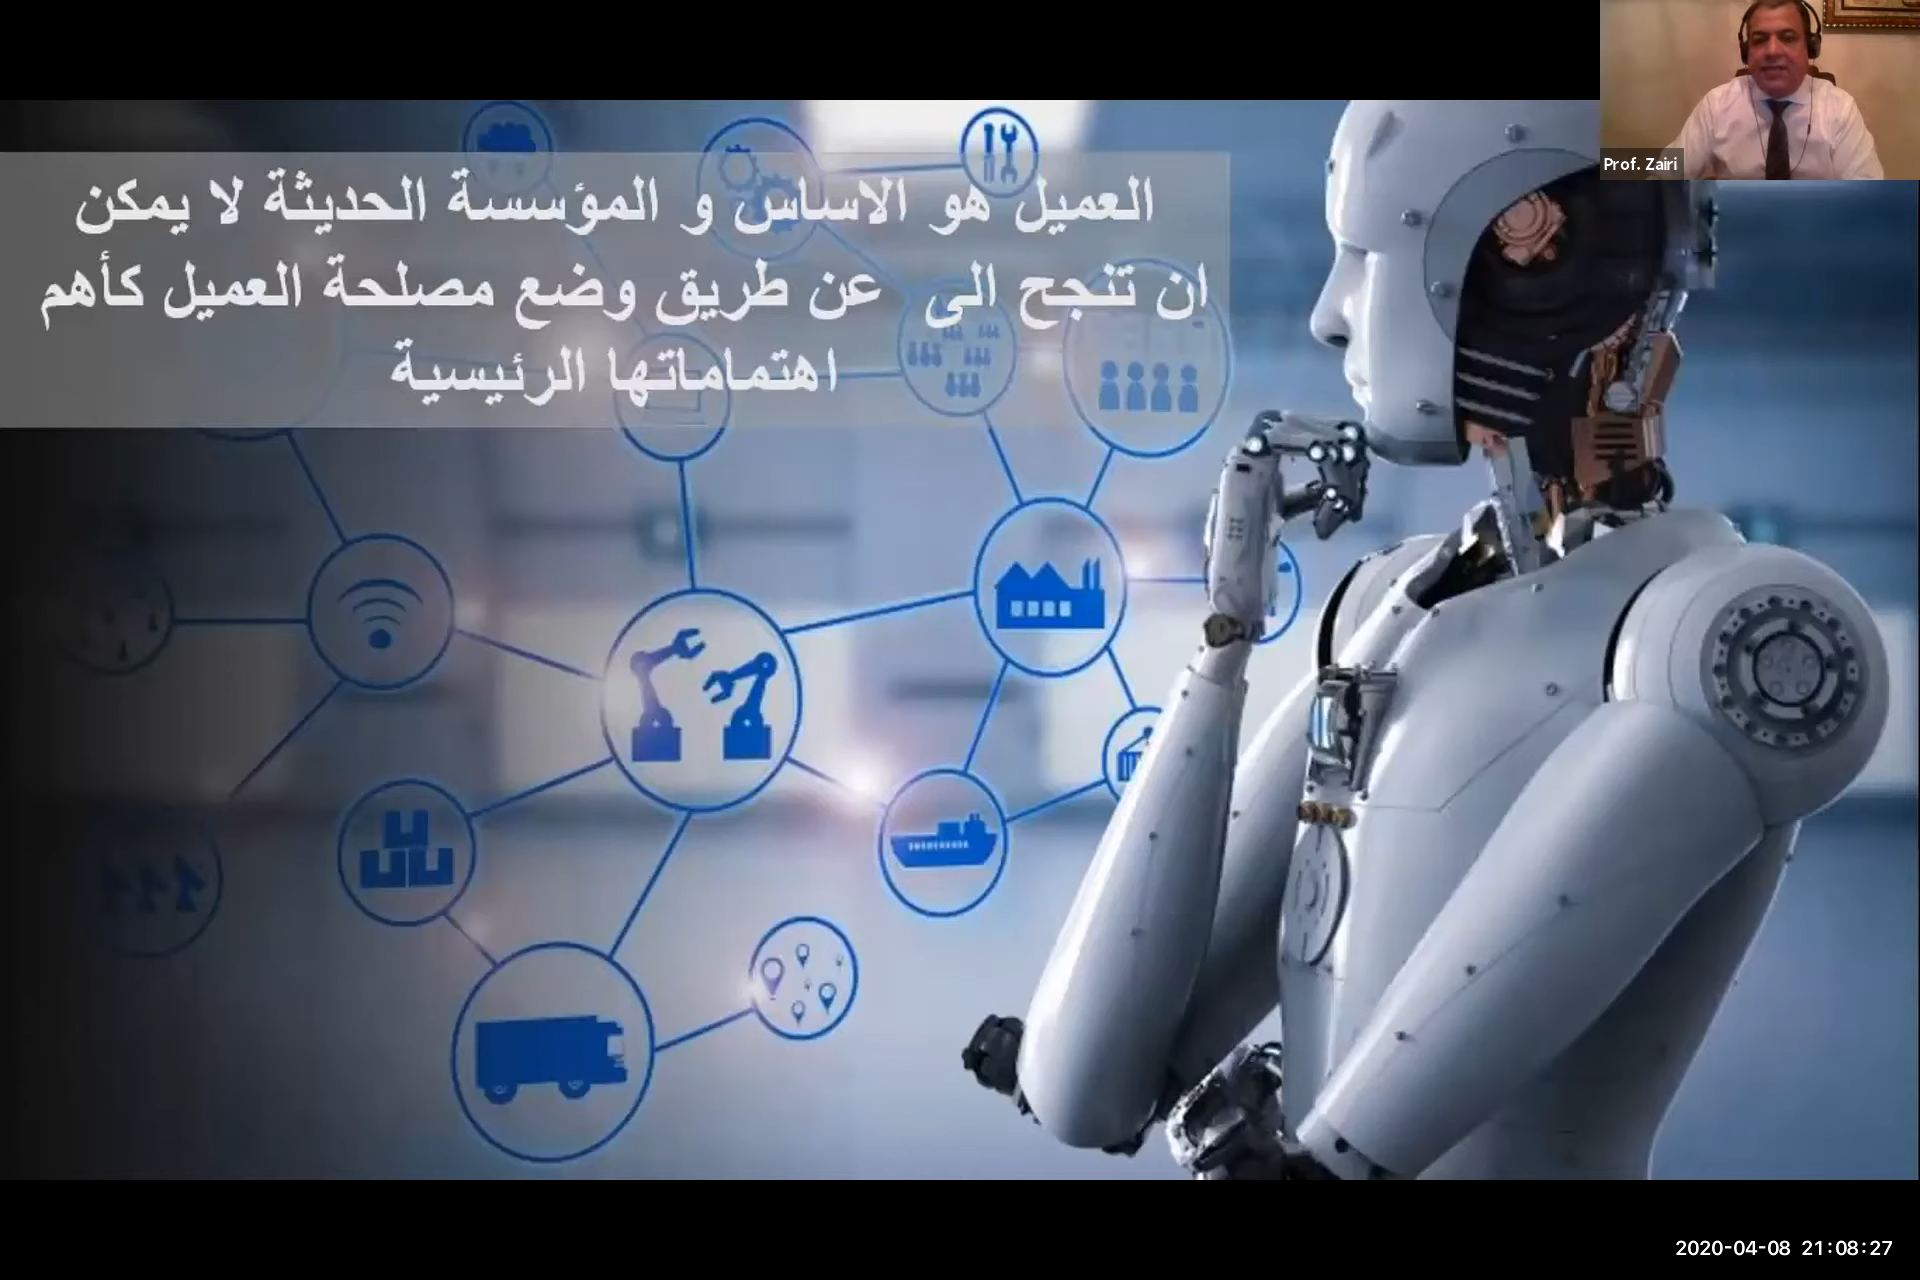 العميل هو الاساس و المؤسسة الحديثة لا يمكن
ان تنجح الى عن طريق وضع مصلحة العميل كأهم
اهتماماتها الرئيسية
Prof. Zairi
2020-04-08 21:08:27